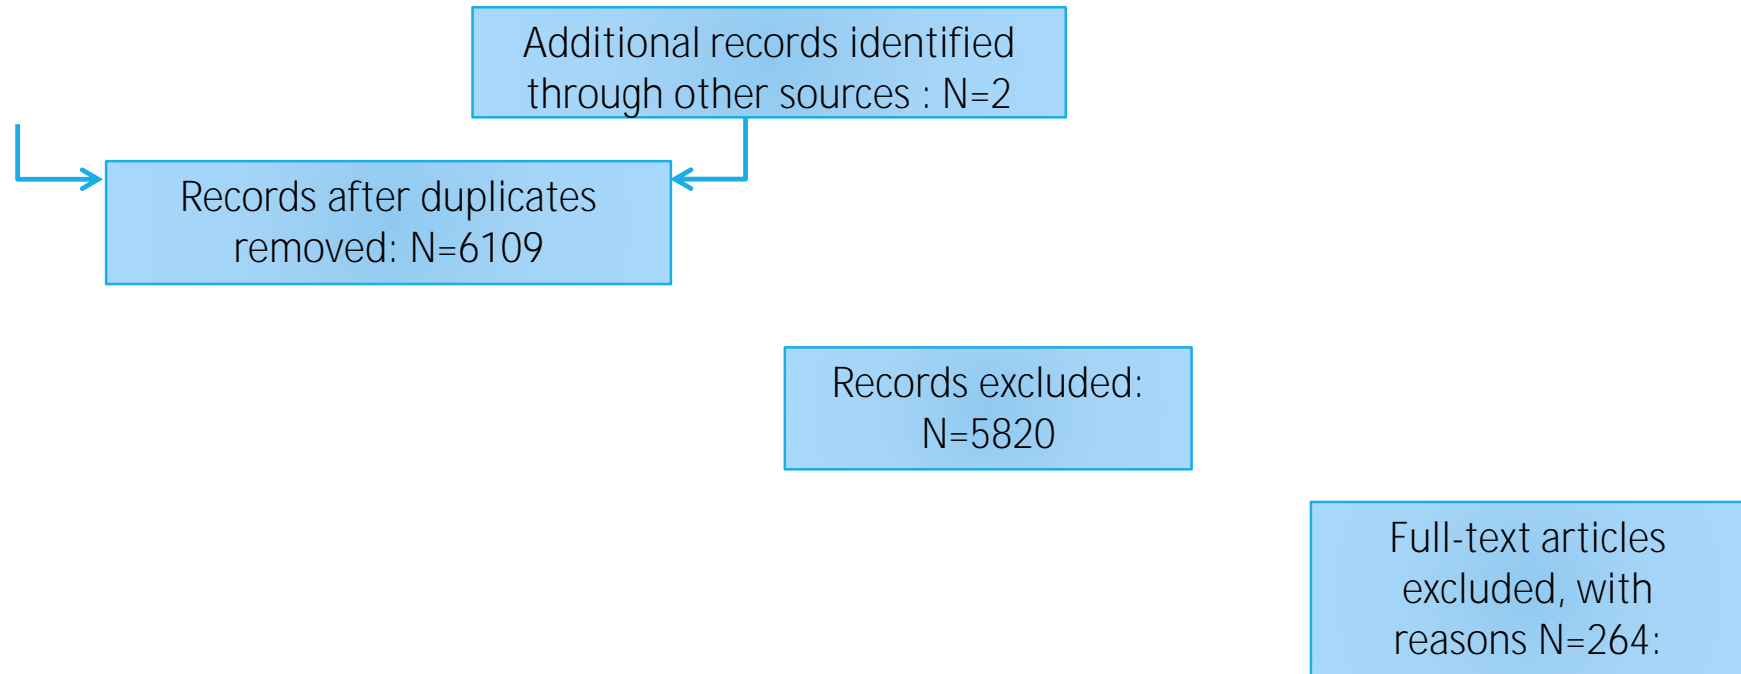 Additional records identified
through other sources : N=2
Records after duplicates
removed: N=6109
Records excluded:
N=5820
Full-text articles
excluded, with
reasons N=264: